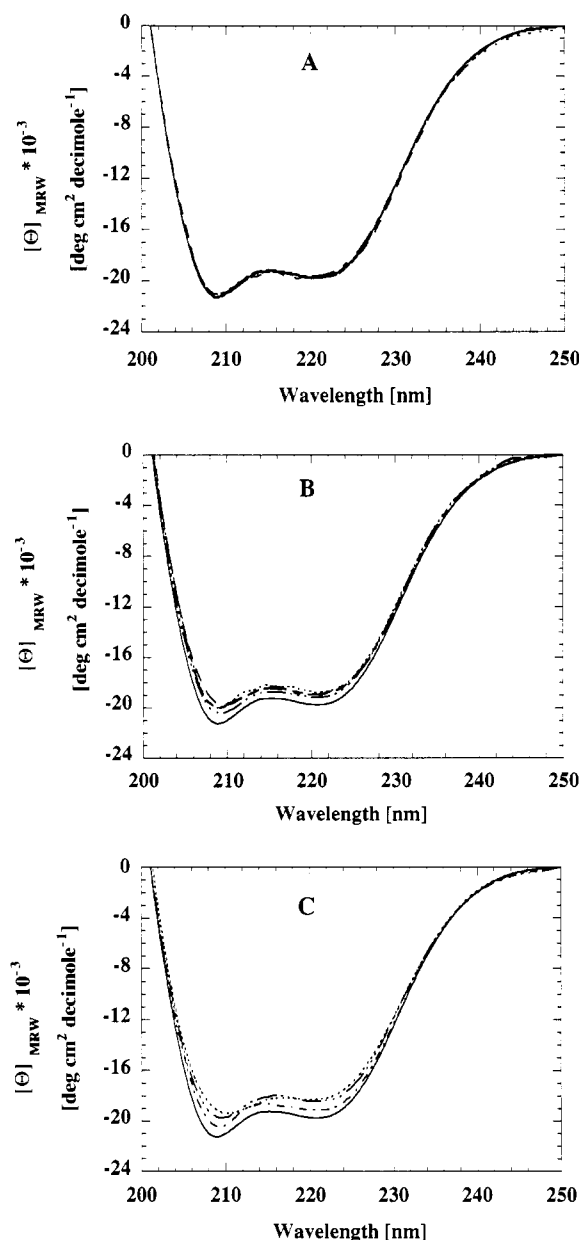 A
0
-4
-8
-12
-16
-20
-24
[Θ] MRW * 10-3
[deg cm2 decimole-1]
200 210 220 230 240 250
Wavelength [nm]
B
0
-4
-8
-12
-16
-20
-24
[Θ] MRW * 10-3
[deg cm2 decimole-1]
200 210 220 230 240 250
Wavelength [nm]
C
0
-4
-8
-12
-16
-20
-24
[Θ] MRW * 10-3
[deg cm2 decimole-1]
200 210 220 230 240 250
Wavelength [nm]